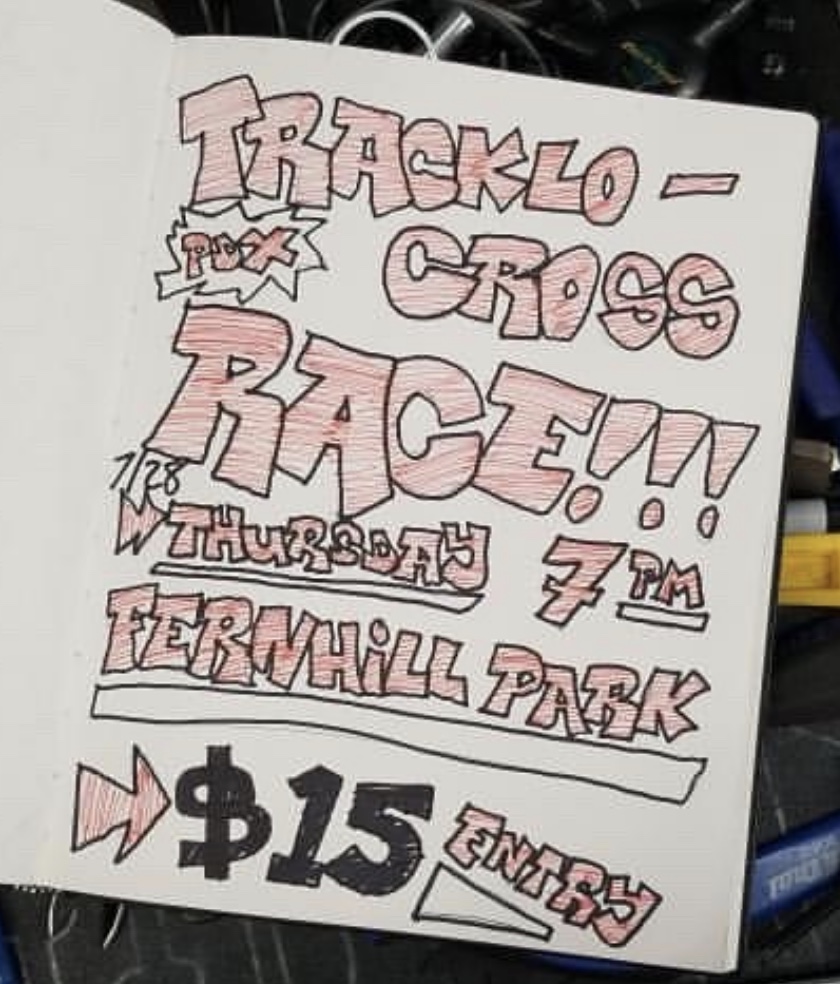 TRACKLO-
PDX CROSS
RACE!!!
7/28
THURSDAY 7PM
FERNHiLL PARK
$15 ENTRY